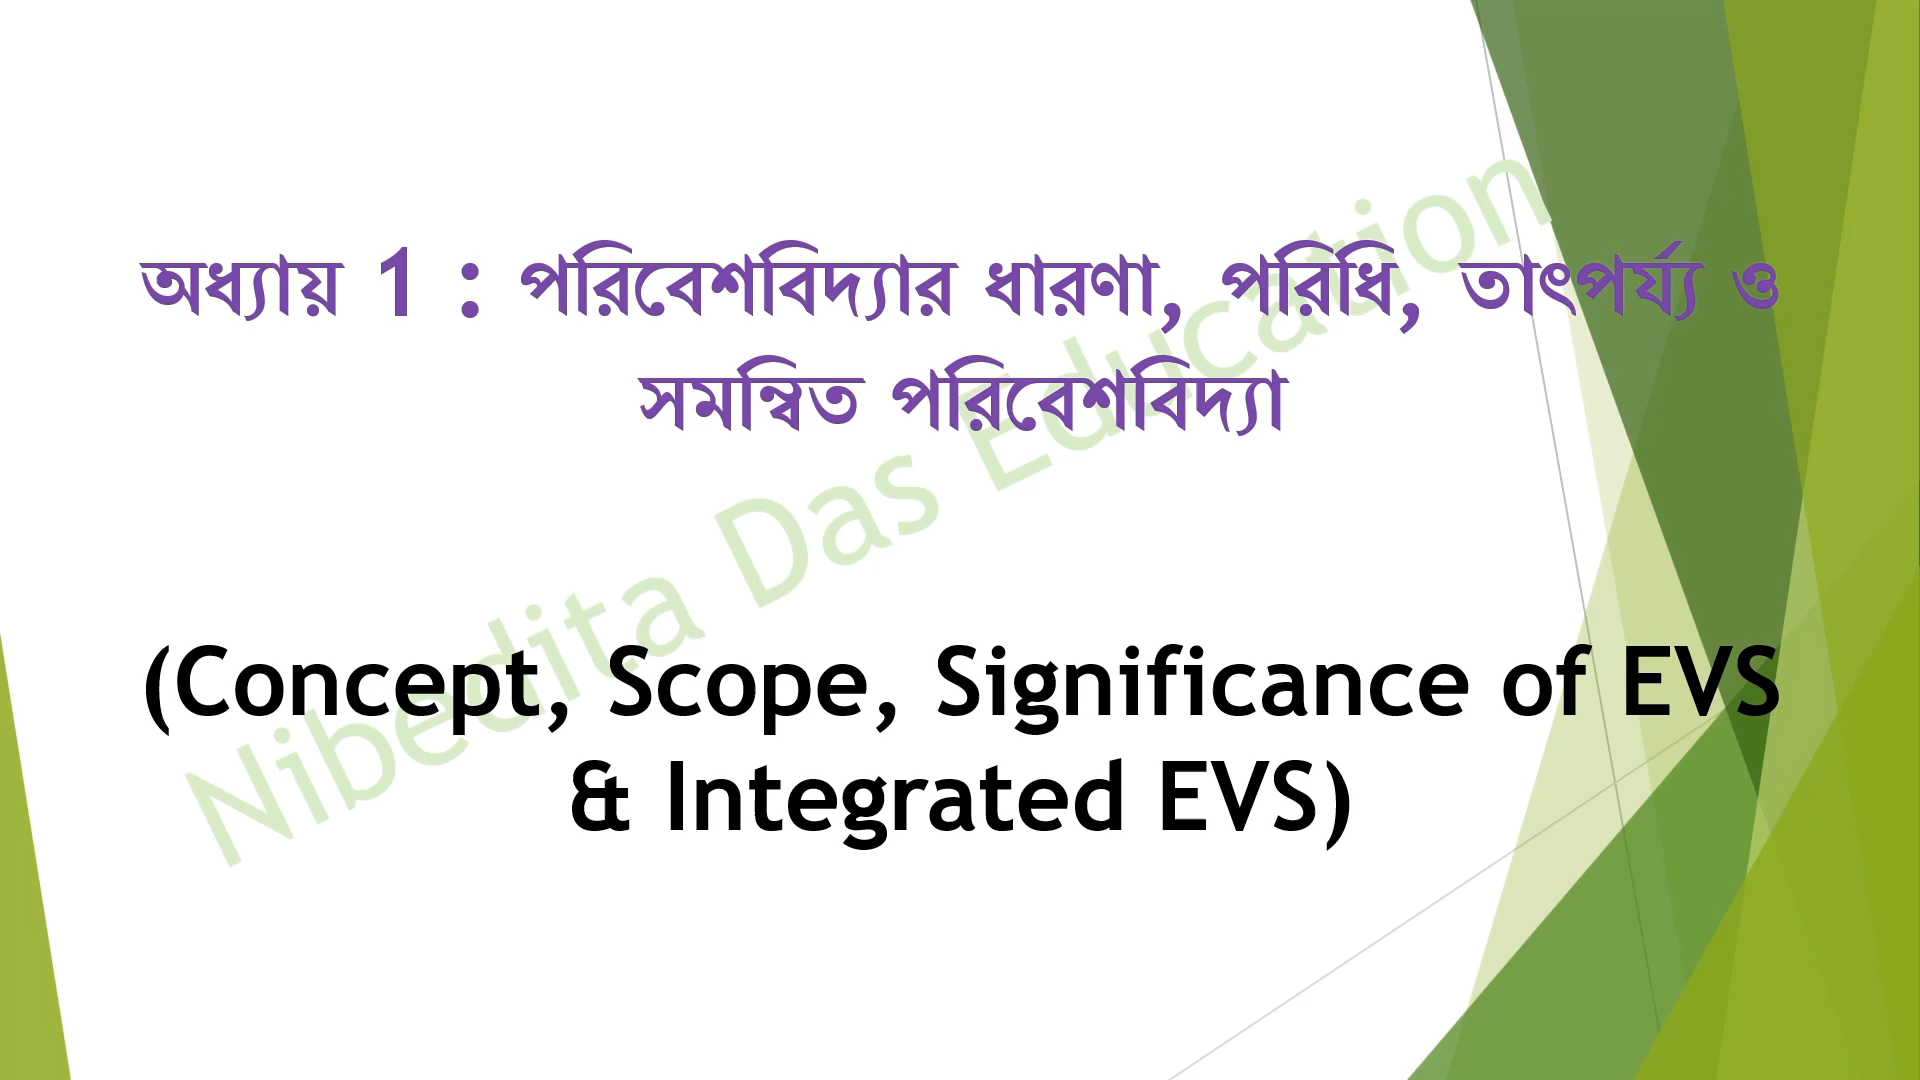 অধ্যায় 1 : পরিবেশবিদ্যার ধারণা, পরিধি, তাৎপর্য্য ও
সমন্বিত পরিবেশবিদ্যা
(Concept, Scope, Significance of EVS
& Integrated EVS)
Nibedita Das Education